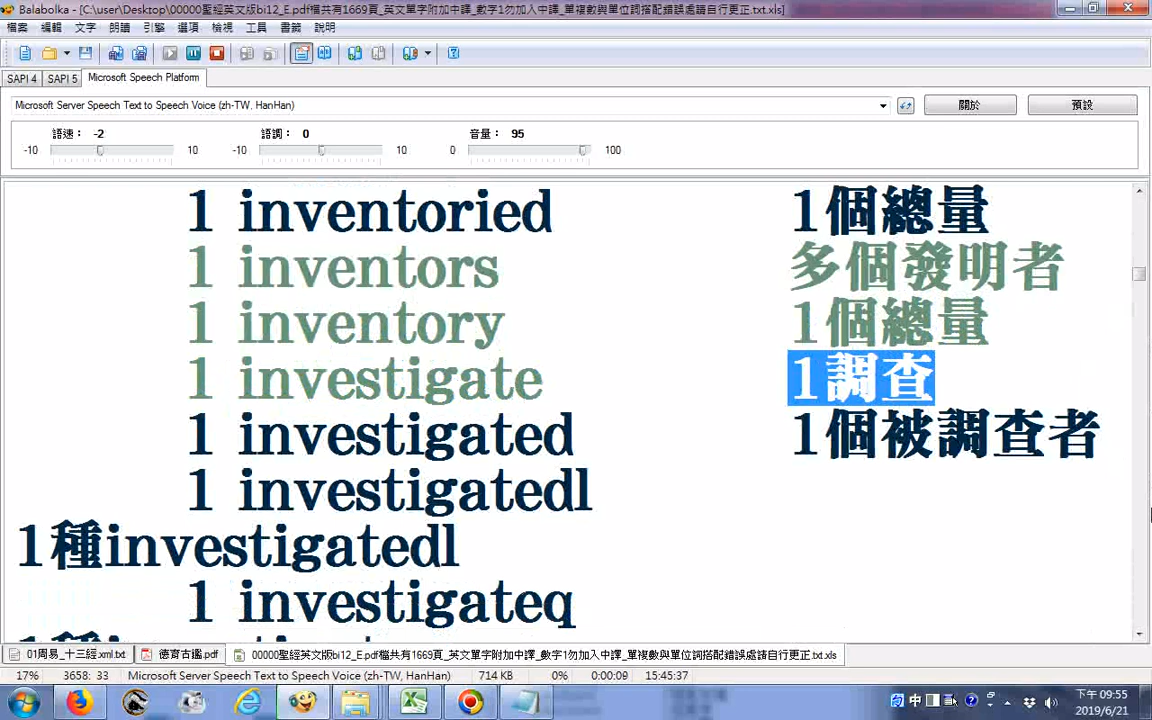 Balabolka - [C:\user\Desktop\00000聖經英文版bi12_E.pdf檔共有1669頁_英文單字附加中譯_數字1勿加入中譯_單複數與單位詞搭配錯誤處請自行更正.txt.xls]
檔案 編輯 文字 朗讀 引擎 選項 檢視 工具 書籤 說明
SAPI 4 SAPI 5 Microsoft Speech Platform
Microsoft Server Speech Text to Speech Voice (zh-TW, HanHan) 關於 預設
語速： -2 語調： 0 音量： 95
-10 10 -10 10 0 100
1 inventoried 1個總量
1 inventors 多個發明者
1 inventory 1個總量
1 investigate 1調查
1 investigated 1個被調查者
1 investigatedl
1種investigatedl
1 investigateq
01周易_十三經.xml.txt 德育古鑑.pdf 00000聖經英文版bi12_E.pdf檔共有1669頁_英文單字附加中譯_數字1勿加入中譯_單複數與單位詞搭配錯誤處請自行更正.txt.xls
17% 3658: 33 Microsoft Server Speech Text to Speech Voice (zh-TW, HanHan) 714 KB 0% 0:00:09 15:45:37
中 下午 09:55
2019/6/21